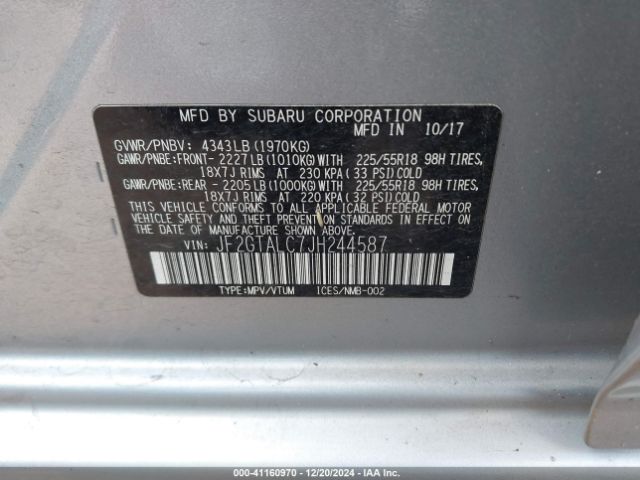 MFD BY SUBARU CORPORATION
MFD IN 10/17
GVWR/PNBV: 4343LB(1970KG)
GAWR/PNBE:FRONT-2227LB(1010KG)WITH 225/55R18 98H TIRES,
18X7J RIMS AT 230 KPA(33 PSI)COLD
GAWR/PNBE:REAR -2205LB(1000KG)WITH 225/55R18 98H TIRES,
18X7J RIMS AT 220 KPA(32 PSI)COLD
THIS VEHICLE CONFORMS TO ALL APPLICABLE FEDERAL MOTOR
VEHICLE SAFETY AND BUMPER STANDARDS IN EFFECT ON
THE DATE OF MANUFACTURE SHOWN ABOVE.
VIN: JF2GTALC7JH244587
TYPE:MPV/VTUM ICES/NMB-002
000-41160970 – 12/20/2024 – IAAI.COM